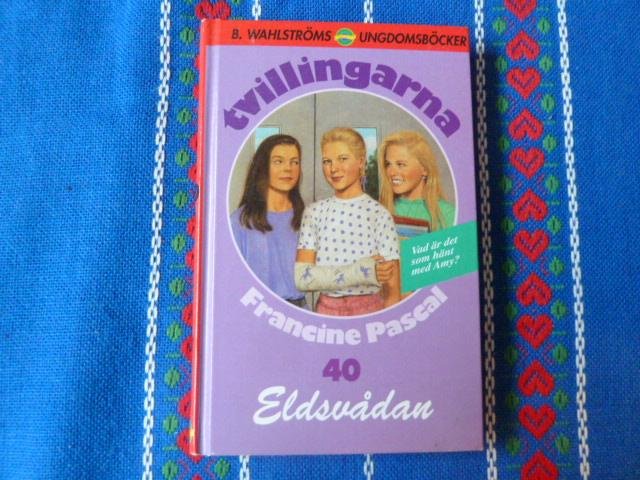 B. WAHLSTRÖMS UNGDOMSBÖCKER
tvillingarna
Vad är det
som hänt
med Amy?
Francine Pascal
40
Eldsvådan